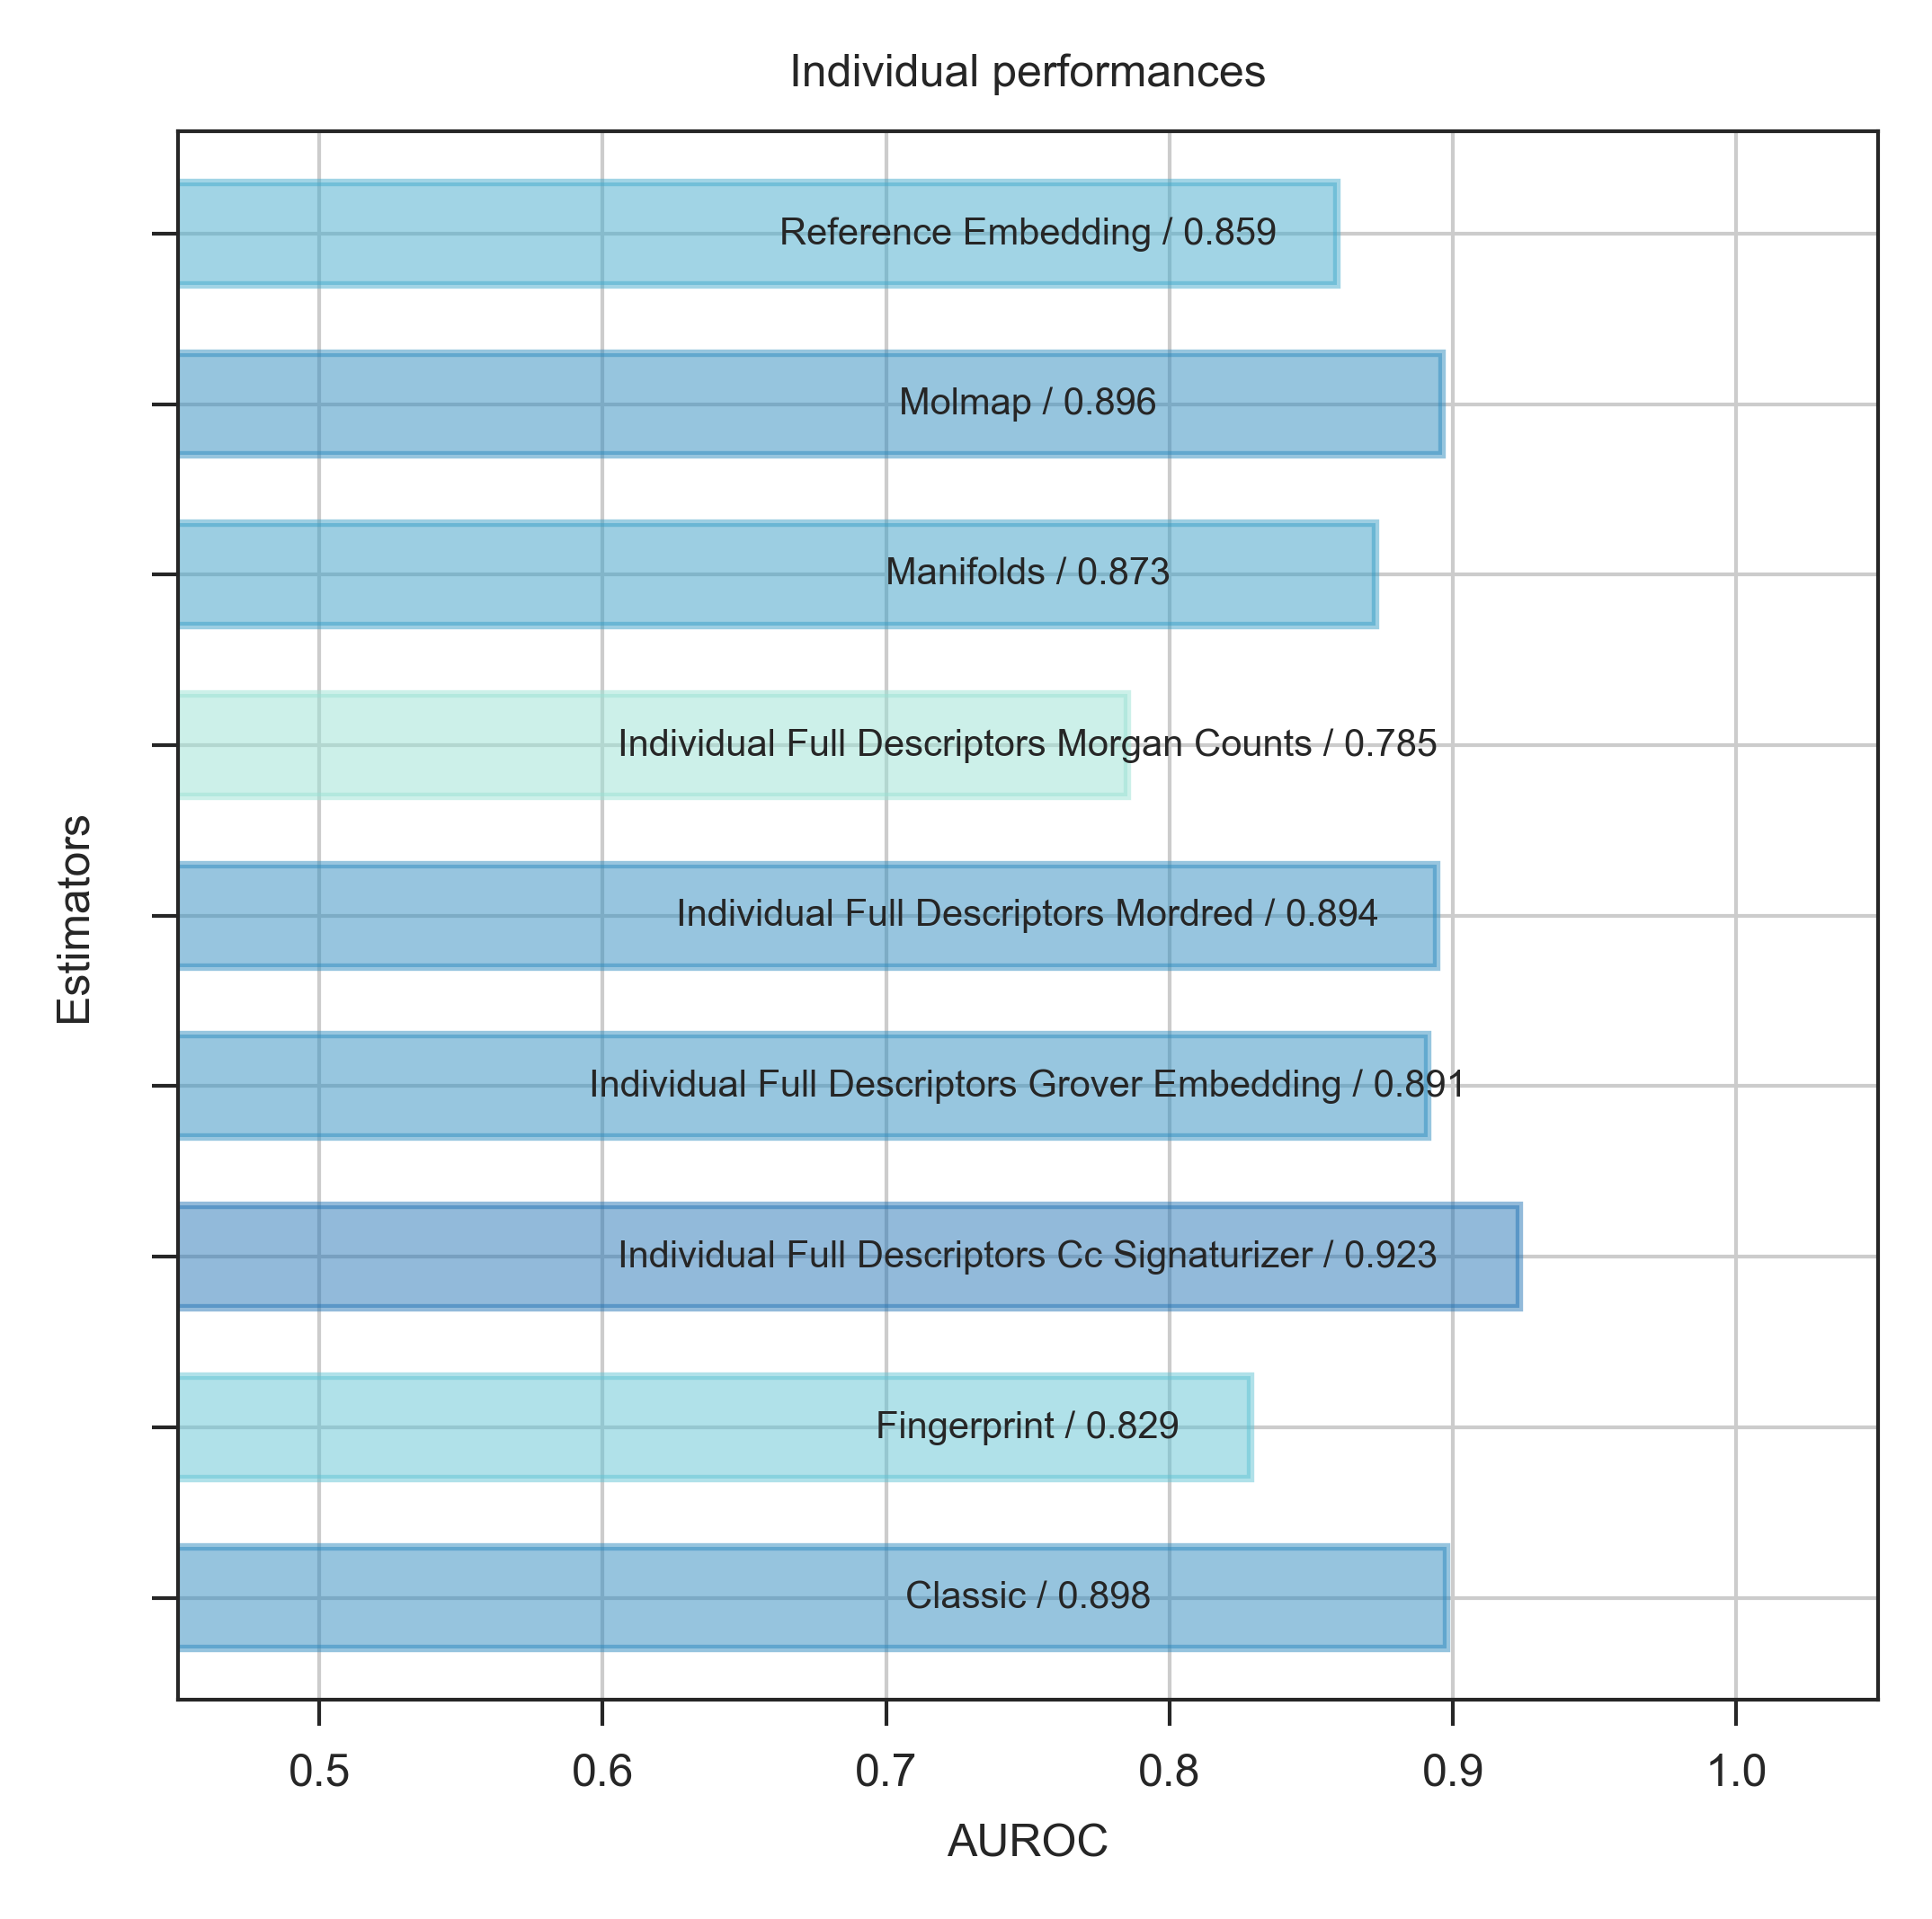 Individual performances
Reference Embedding / 0.859
Molmap / 0.896
Manifolds / 0.873
Individual Full Descriptors Morgan Counts / 0.785
Individual Full Descriptors Mordred / 0.894
Individual Full Descriptors Grover Embedding / 0.891
Individual Full Descriptors Cc Signaturizer / 0.923
Fingerprint / 0.829
Classic / 0.898
Estimators
0.5 0.6 0.7 0.8 0.9 1.0
AUROC